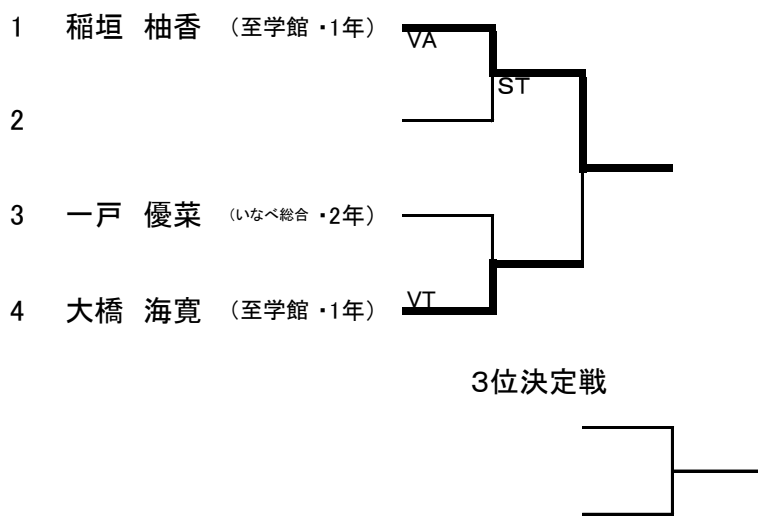 1 稲垣 柚香 （至学館 ・1年）
VA
ST
2
3 一戸 優菜 （いなべ総合 ・2年）
4 大橋 海寛 （至学館 ・1年）
VT
3位決定戦